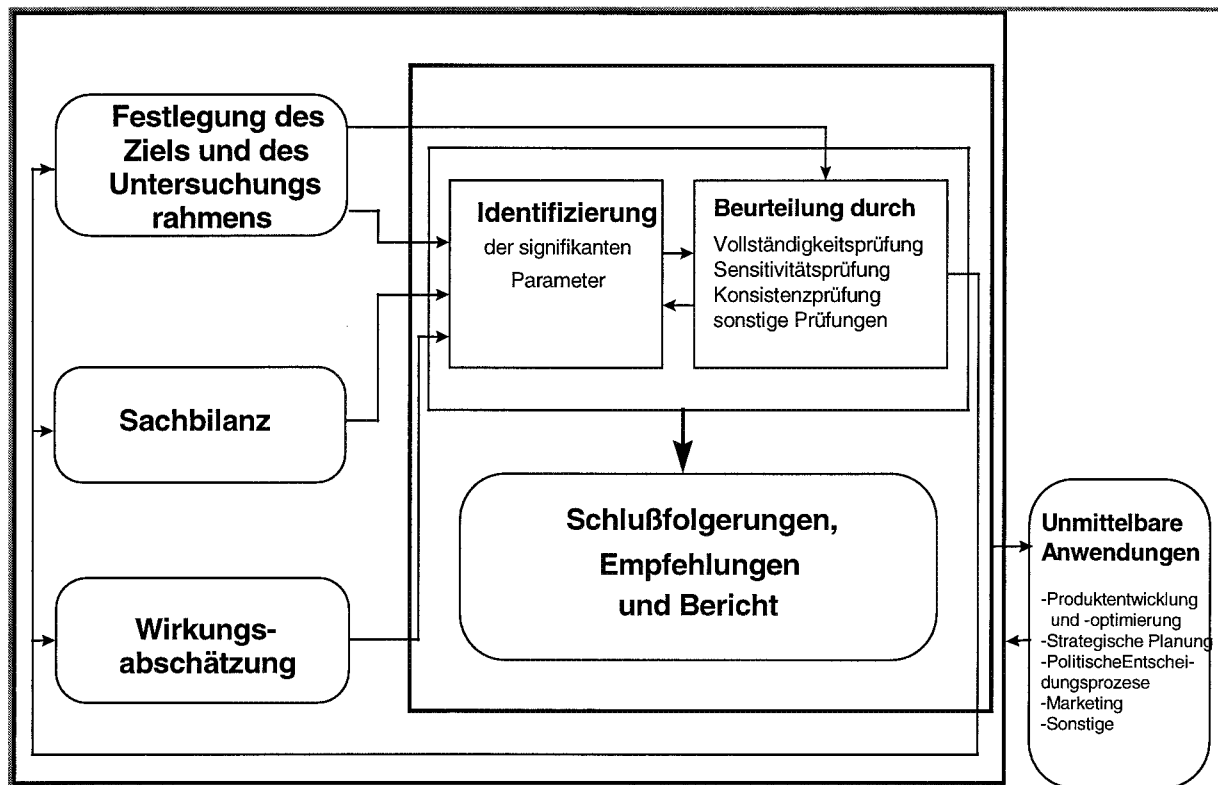 Festlegung des
Ziels und des
Untersuchungs
rahmens
Identifizierung
der signifikanten
Parameter
Beurteilung durch
Vollständigkeitsprüfung
Sensitivitätsprüfung
Konsistenzprüfung
sonstige Prüfungen
Sachbilanz
Schlußfolgerungen,
Empfehlungen
und Bericht
Wirkungs-
abschätzung
Unmittelbare
Anwendungen
-Produktentwicklung
und -optimierung
-Strategische Planung
-PolitischeEntschei-
dungsprozese
-Marketing
-Sonstige